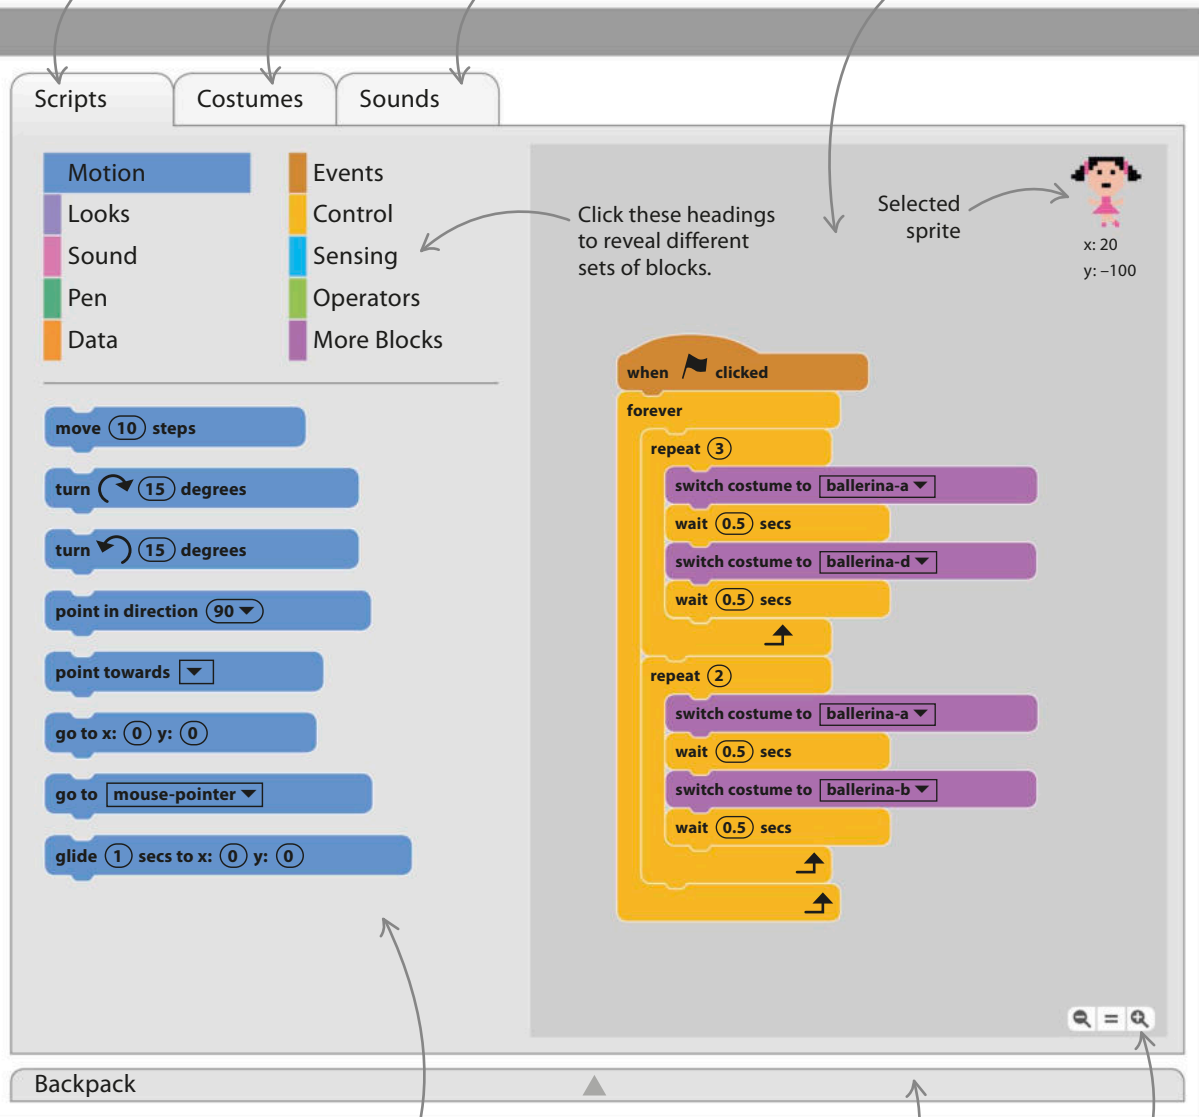 Scripts
Costumes
Sounds
Motion
Looks
Sound
Pen
Data
Events
Control
Sensing
Operators
More Blocks
Click these headings
to reveal different
sets of blocks.
Selected
sprite
x: 20
y: –100
move 10 steps
turn 15 degrees
turn 15 degrees
point in direction 90
point towards
go to x: 0 y: 0
go to mouse-pointer
glide 1 secs to x: 0 y: 0
when clicked
forever
repeat 3
switch costume to ballerina-a
wait 0.5 secs
switch costume to ballerina-d
wait 0.5 secs
repeat 2
switch costume to ballerina-a
wait 0.5 secs
switch costume to ballerina-b
wait 0.5 secs
=
Backpack